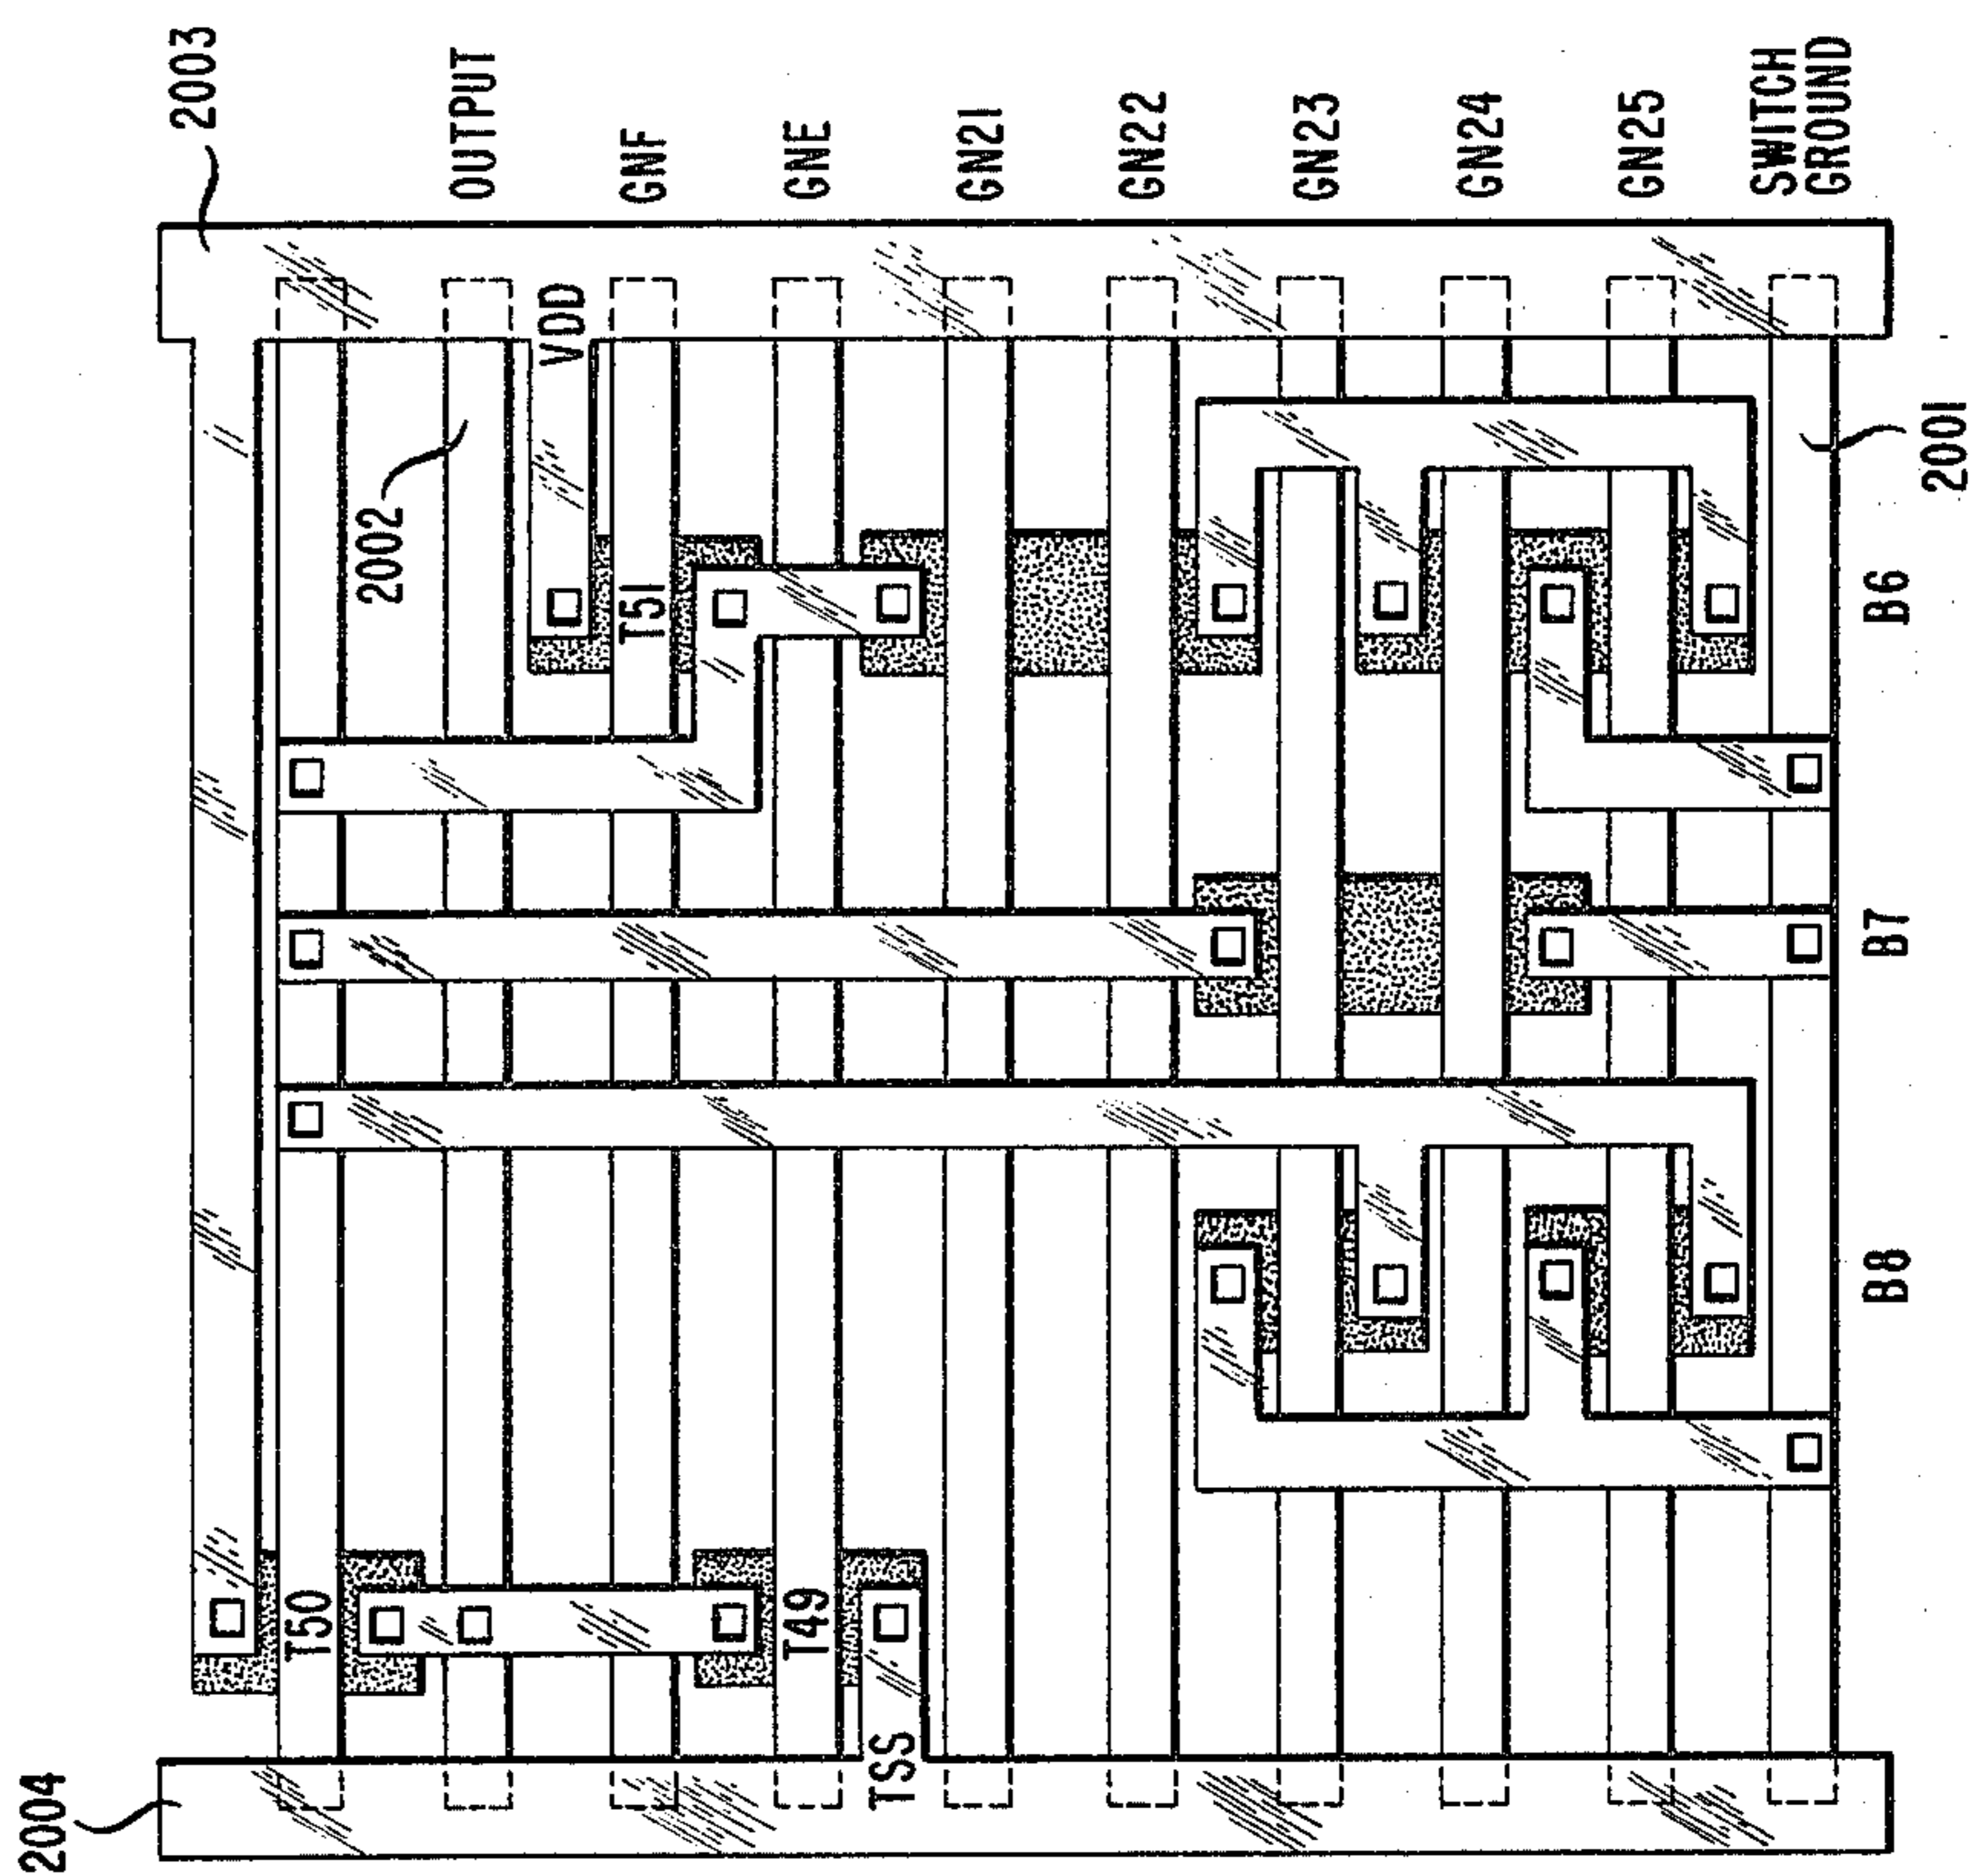 2003
OUTPUT
GNF
GNE
GN21
GN22
GN23
GN24
GN25
SWITCH
GROUND
VDD
2002
T51
2001
B6
B7
B8
T50
T49
TSS
2004